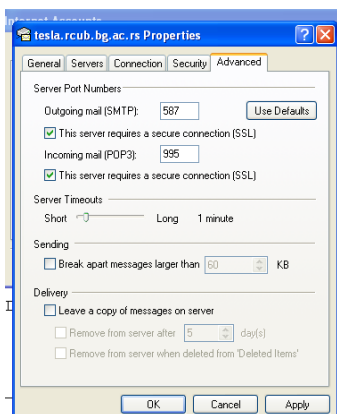 Internet Accounts
tesla.rcub.bg.ac.rs Properties
General Servers Connection Security Advanced
Server Port Numbers
Outgoing mail (SMTP): 587 Use Defaults
This server requires a secure connection (SSL)
Incoming mail (POP3): 995
This server requires a secure connection (SSL)
Server Timeouts
Short Long 1 minute
Sending
Break apart messages larger than 60 KB
Delivery
Leave a copy of messages on server
Remove from server after 5 day(s)
Remove from server when deleted from 'Deleted Items'
OK Cancel Apply